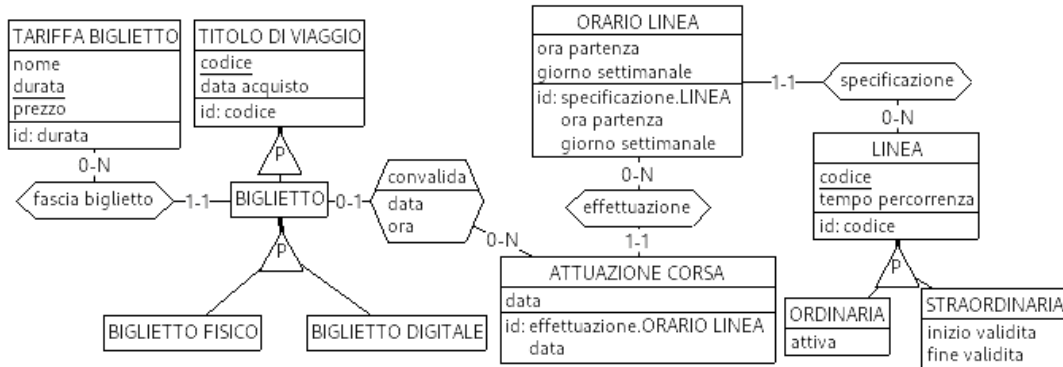 TARIFFA BIGLIETTO
nome
durata
prezzo
id: durata
0-N
fascia biglietto
1-1
TITOLO DI VIAGGIO
codice
data acquisto
id: codice
P
BIGLIETTO
0-1
P
BIGLIETTO FISICO
BIGLIETTO DIGITALE
convalida
data
ora
0-N
ORARIO LINEA
ora partenza
giorno settimanale
id: specificazione.LINEA
ora partenza
giorno settimanale
0-N
effettuazione
1-1
ATTUAZIONE CORSA
data
id: effettuazione.ORARIO LINEA
data
1-1
specificazione
0-N
LINEA
codice
tempo percorrenza
id: codice
P
ORDINARIA
attiva
STRAORDINARIA
inizio validita
fine validita